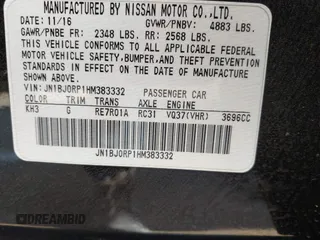 MANUFACTURED BY NISSAN MOTOR CO.,LTD.
DATE: 11/16 GVWR/PNBV: 4883 LBS.
GAWR/PNBE FR: 2348 LBS. RR: 2568 LBS.
THIS VEHICLE CONFORMS TO ALL APPLICABLE FEDERAL
MOTOR VEHICLE SAFETY,BUMPER,AND THEFT PREVENTION
STANDARDS IN EFFECT ON THE DATE OF MANUFACTURE SHOWN ABOVE.
VIN:JN1BJ0RP1HM383332 PASSENGER CAR
COLOR TRIM TRANS AXLE ENGINE
KH3 G RE7R01A RC31 VQ37(VHR) 3696CC
JN1BJ0RP1HM383332
DREAMBID